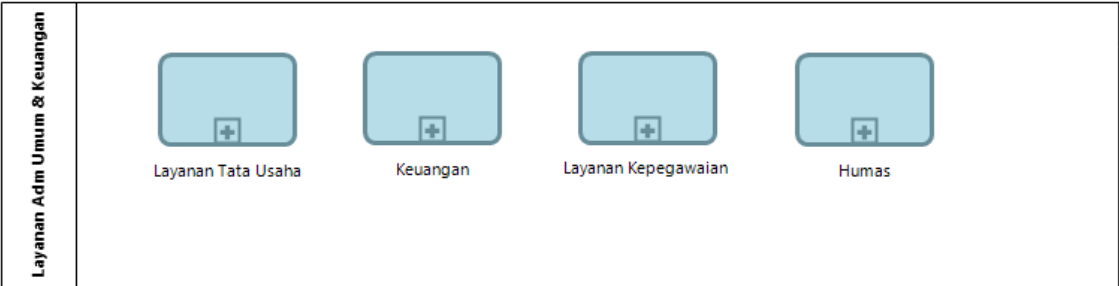 Layanan Adm Umum & Keuangan
Layanan Tata Usaha
Keuangan
Layanan Kepegawaian
Humas